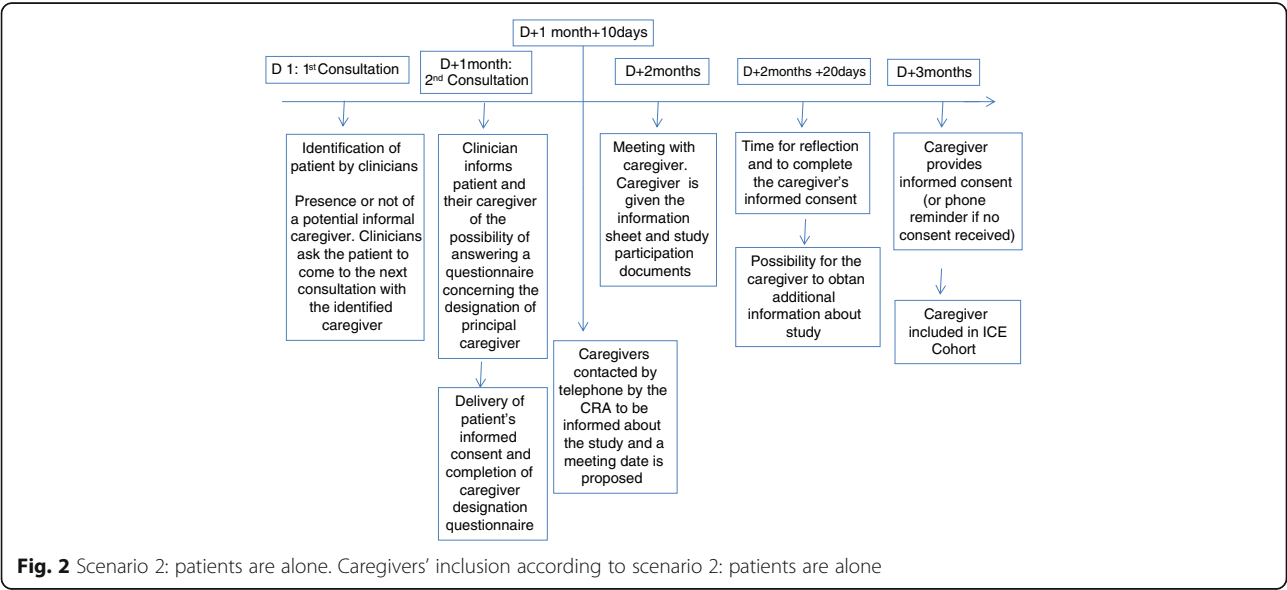 D+1 month+10days
D 1: 1st Consultation
D+1month:
2nd Consultation
D+2months
D+2months +20days
D+3months
Identification of
patient by clinicians
Presence or not of
a potential informal
caregiver. Clinicians
ask the patient to
come to the next
consultation with
the identified
caregiver
Clinician
informs
patient and
their caregiver
of the
possibility of
answering a
questionnaire
concerning the
designation of
principal
caregiver
Delivery of
patient's
informed
consent and
completion of
caregiver
designation
questionnaire
Caregivers
contacted by
telephone by the
CRA to be
informed about
the study and a
meeting date is
proposed
Meeting with
caregiver.
Caregiver is
given the
information
sheet and study
participation
documents
Time for reflection
and to complete
the caregiver's
informed consent
Possibility for the
caregiver to obtan
additional
information about
study
Caregiver
provides
informed consent
(or phone
reminder if no
consent received)
Caregiver
included in ICE
Cohort
Fig. 2 Scenario 2: patients are alone. Caregivers' inclusion according to scenario 2: patients are alone